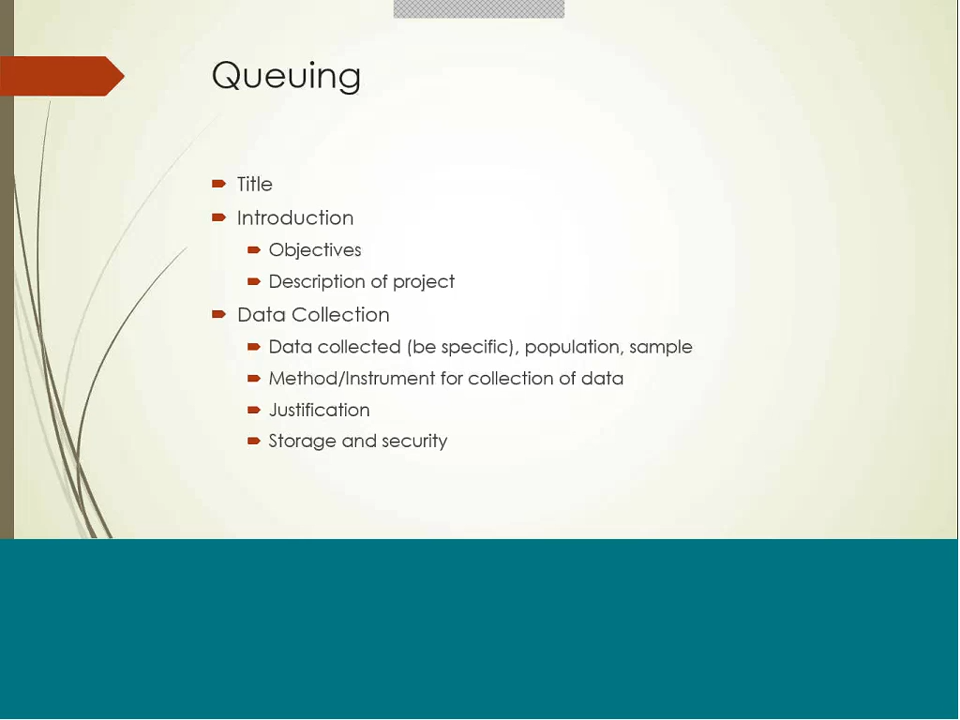 Queuing
Title
Introduction
Objectives
Description of project
Data Collection
Data collected (be specific), population, sample
Method/Instrument for collection of data
Justification
Storage and security